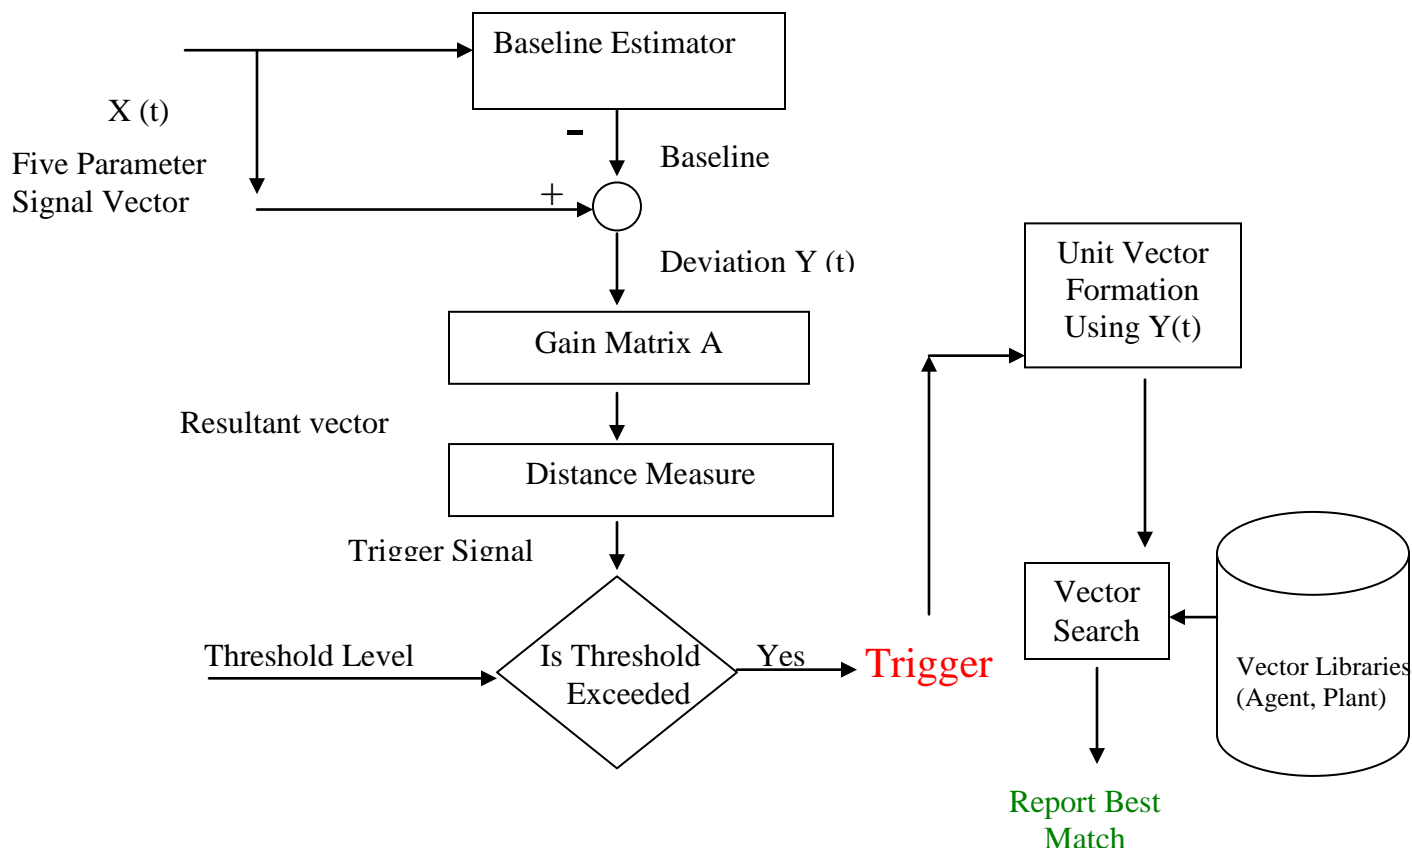 Baseline Estimator
X (t)
Five Parameter
Signal Vector
-
Baseline
+
Deviation Y (t)
Unit Vector
Formation
Using Y(t)
Gain Matrix A
Resultant vector
Distance Measure
Trigger Signal
Threshold Level
Is Threshold
Exceeded
Yes
Trigger
Vector
Search
Vector Libraries
(Agent, Plant)
Report Best
Match